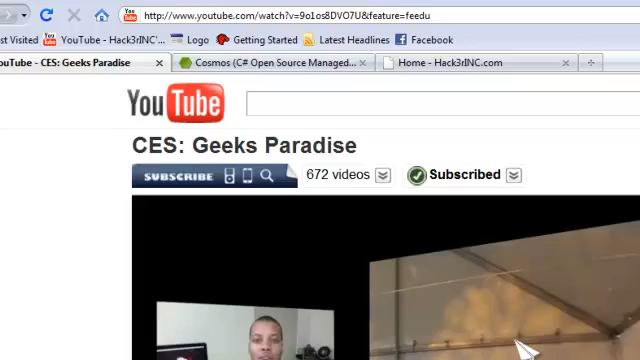 http://www.youtube.com/watch?v=9o1os8DVO7U&feature=feedu
st Visited YouTube - Hack3rINC'... Logo Getting Started Latest Headlines Facebook
ouTube - CES: Geeks Paradise Cosmos (C# Open Source Managed... Home - Hack3rINC.com
YouTube
CES: Geeks Paradise
SUBSCRIBE 672 videos Subscribed